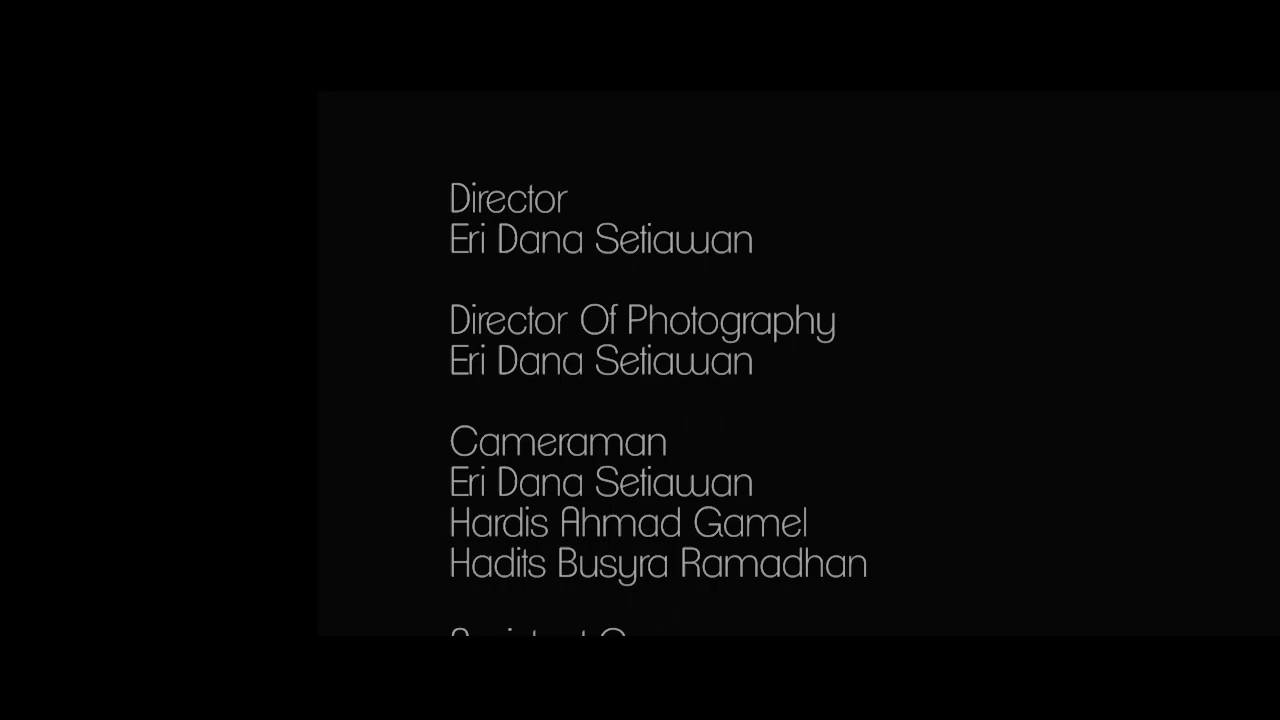 Director
Eri Dana Setiawan
Director Of Photography
Eri Dana Setiawan
Cameraman
Eri Dana Setiawan
Hardis Ahmad Gamel
Hadits Busyra Ramadhan